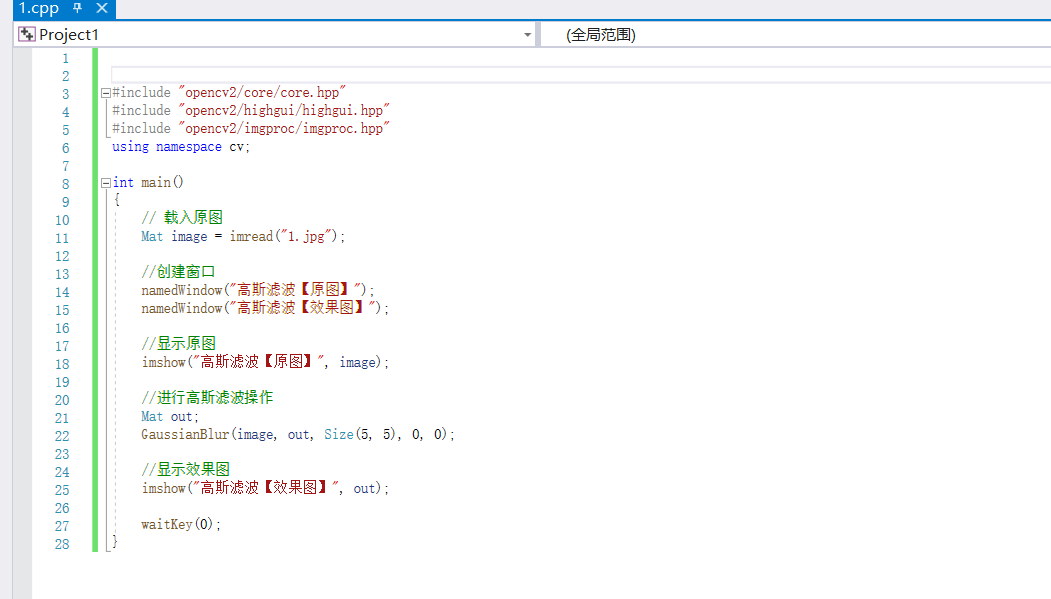 1.cpp
Project1 (全局范围)
1
2
3 #include "opencv2/core/core.hpp"
4 #include "opencv2/highgui/highgui.hpp"
5 #include "opencv2/imgproc/imgproc.hpp"
6 using namespace cv;
7
8 int main()
9 {
10 // 载入原图
11 Mat image = imread("1.jpg");
12
13 //创建窗口
14 namedWindow("高斯滤波【原图】");
15 namedWindow("高斯滤波【效果图】");
16
17 //显示原图
18 imshow("高斯滤波【原图】", image);
19
20 //进行高斯滤波操作
21 Mat out;
22 GaussianBlur(image, out, Size(5, 5), 0, 0);
23
24 //显示效果图
25 imshow("高斯滤波【效果图】", out);
26
27 waitKey(0);
28 }